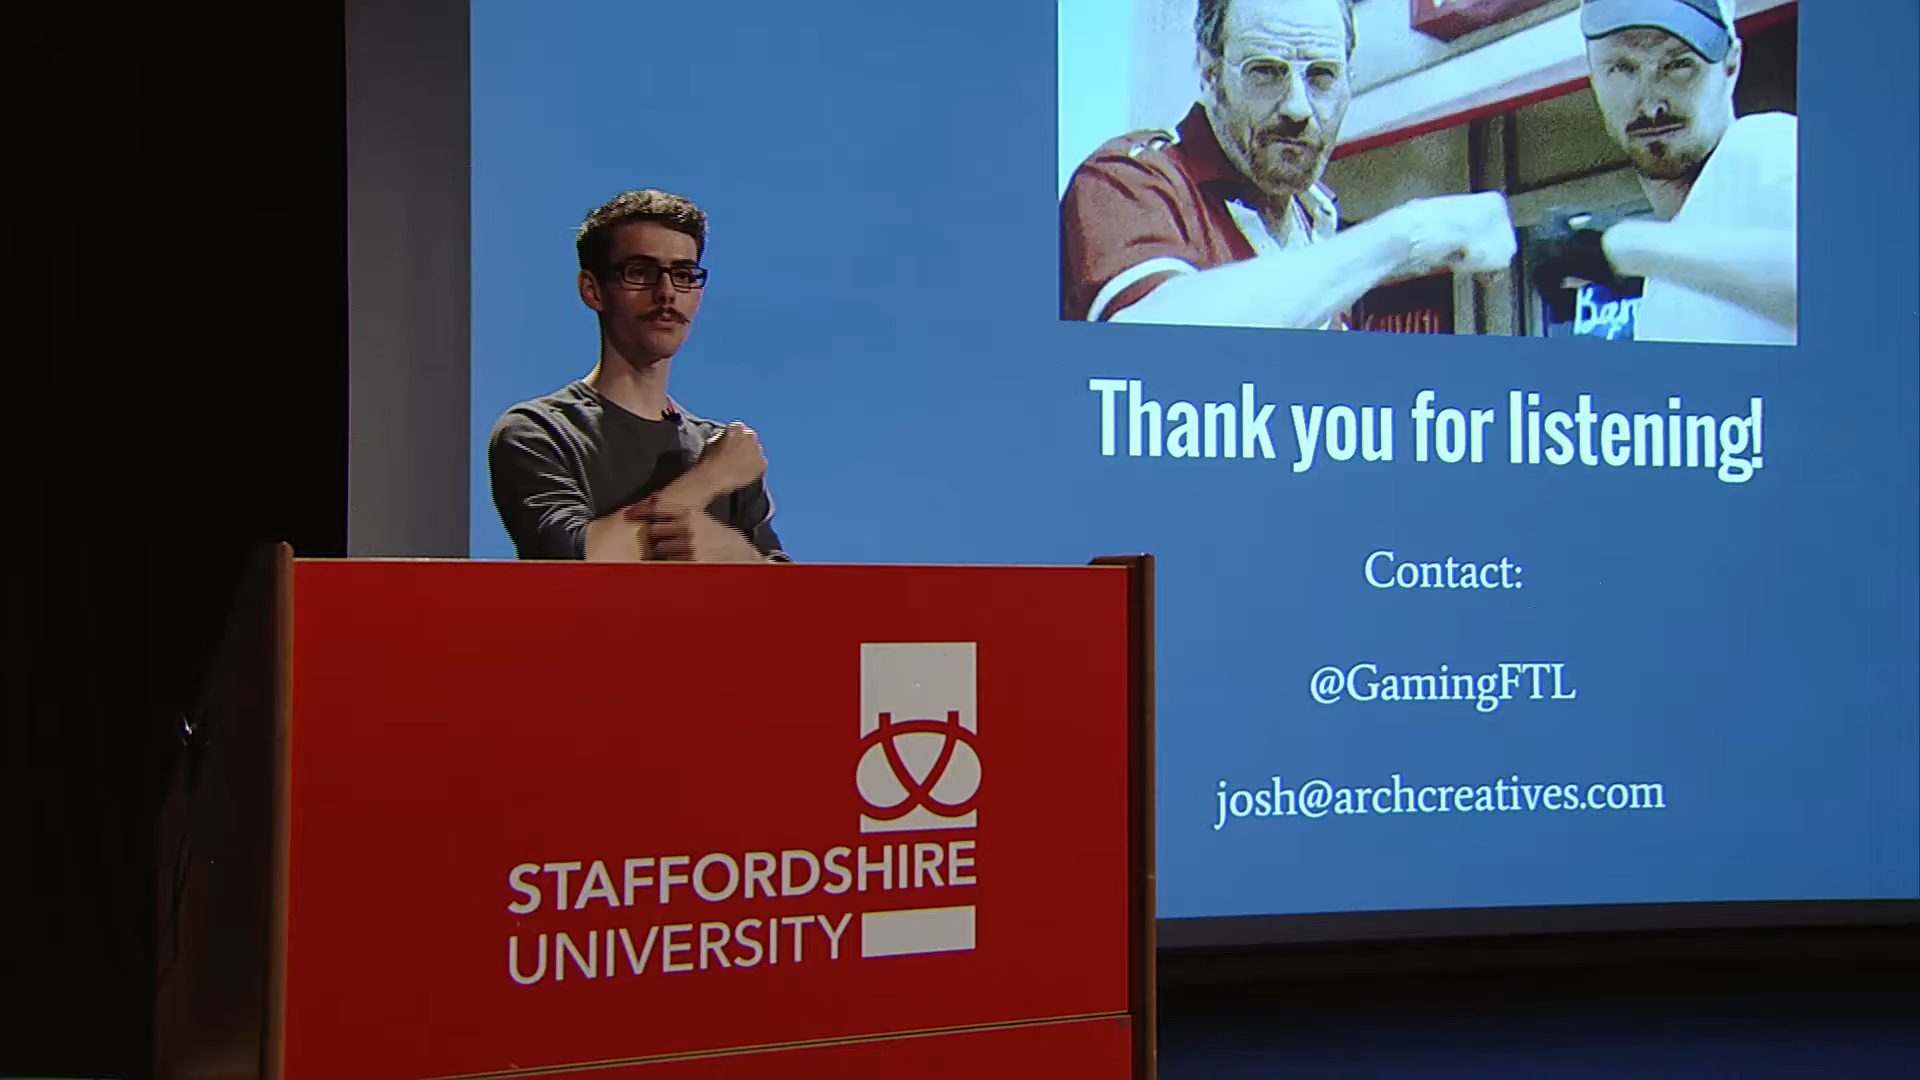 Thank you for listening!
Contact:
@GamingFTL
josh@archcreatives.com
STAFFORDSHIRE
UNIVERSITY